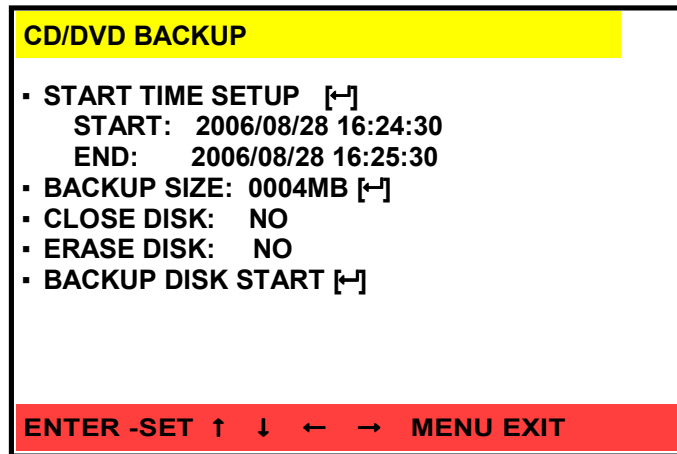 CD/DVD BACKUP
▪ START TIME SETUP [↵]
START: 2006/08/28 16:24:30
END: 2006/08/28 16:25:30
▪ BACKUP SIZE: 0004MB [↵]
▪ CLOSE DISK: NO
▪ ERASE DISK: NO
▪ BACKUP DISK START [↵]
ENTER -SET ↑ ↓ ← → MENU EXIT